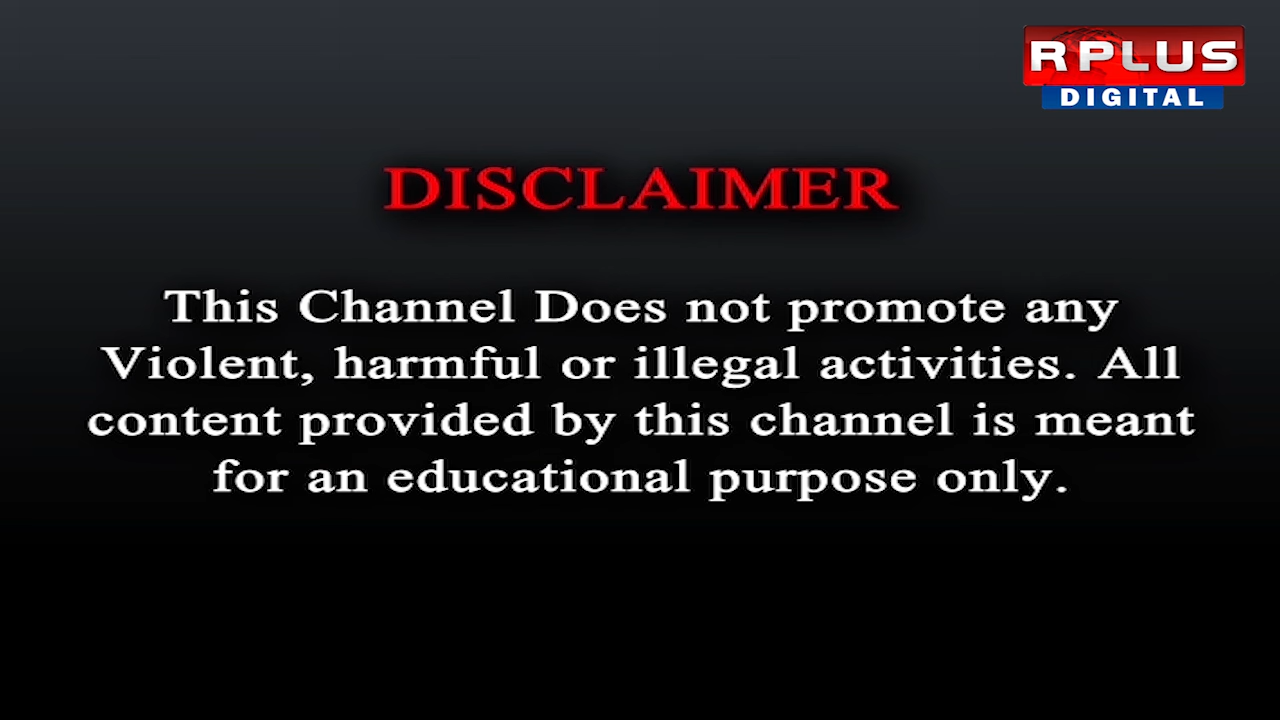 RPLUS
DIGITAL
DISCLAIMER
This Channel Does not promote any
Violent, harmful or illegal activities. All
content provided by this channel is meant
for an educational purpose only.